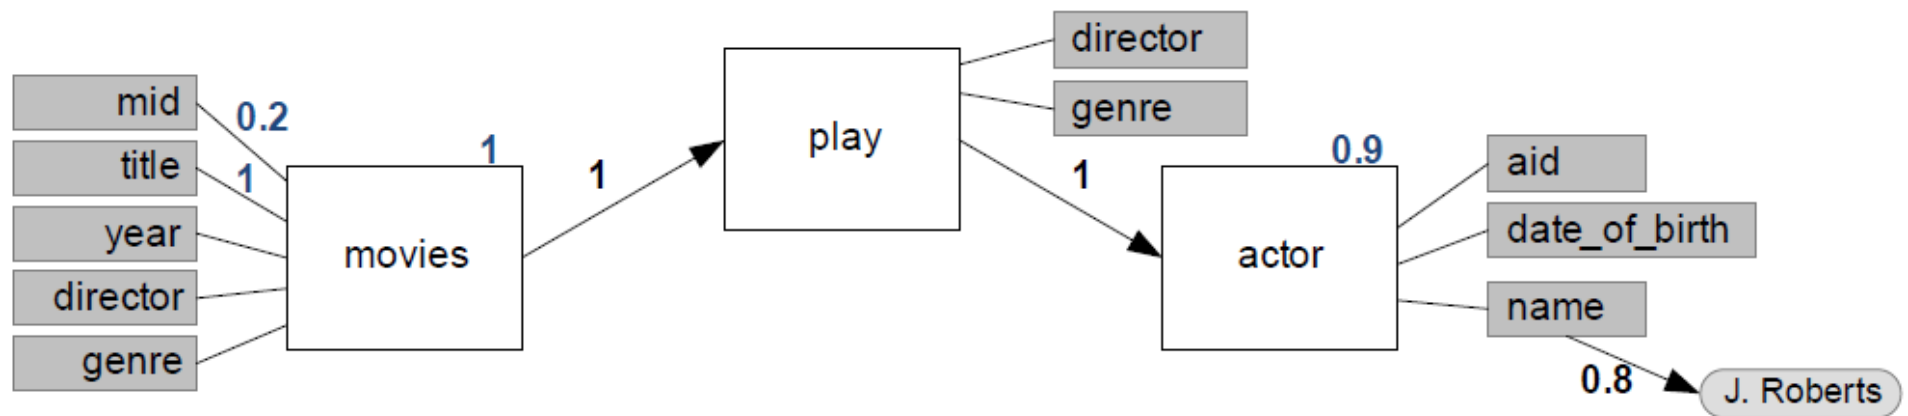 mid
title
year
director
genre
0.2
1
1
movies
1
play
director
genre
1
0.9
actor
aid
date_of_birth
name
0.8
J. Roberts